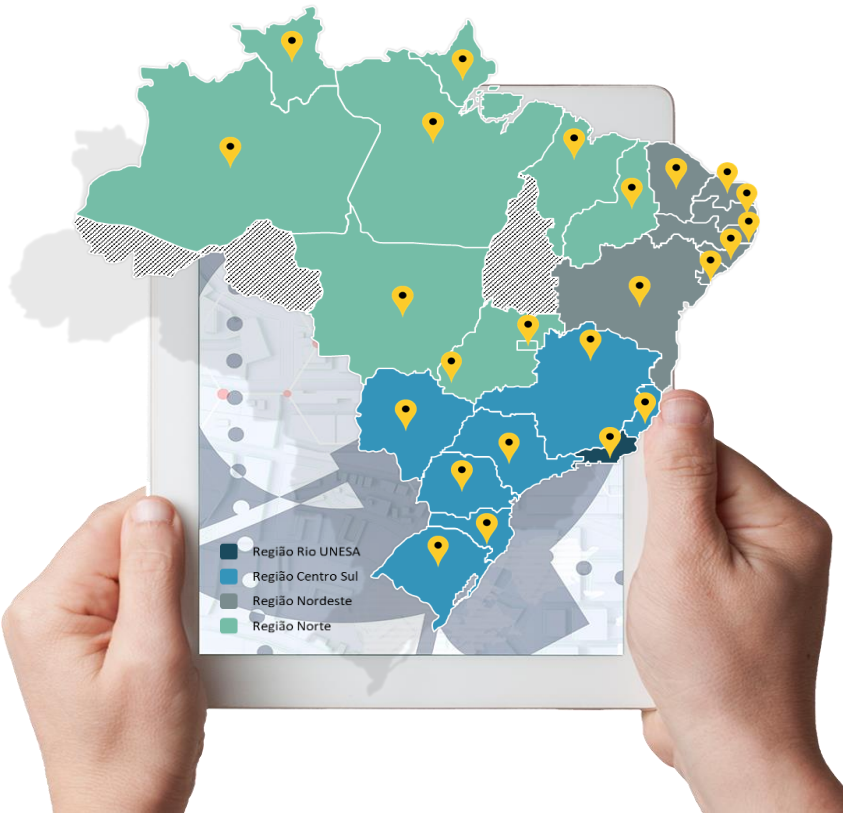 Região Rio UNESA
Região Centro Sul
Região Nordeste
Região Norte